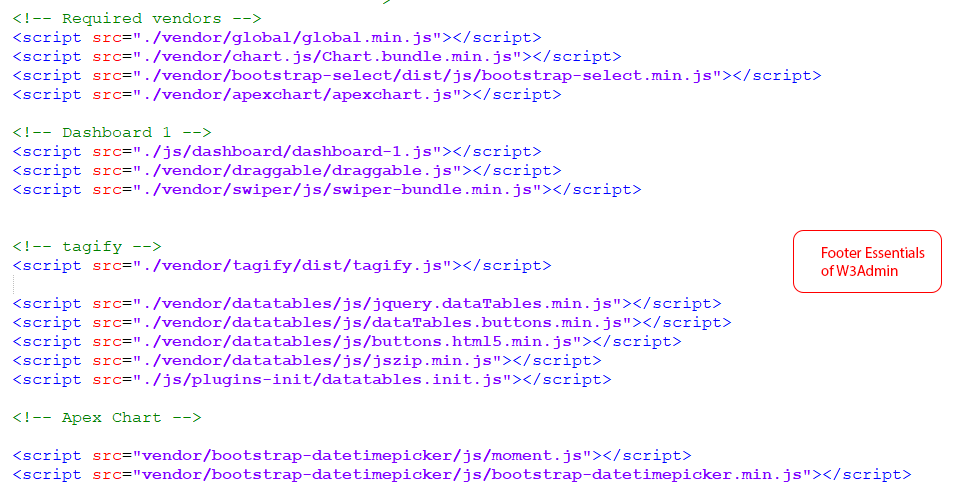 <!-- Required vendors -->
<script src="./vendor/global/global.min.js"></script>
<script src="./vendor/chart.js/Chart.bundle.min.js"></script>
<script src="./vendor/bootstrap-select/dist/js/bootstrap-select.min.js"></script>
<script src="./vendor/apexchart/apexchart.js"></script>
<!-- Dashboard 1 -->
<script src="./js/dashboard/dashboard-1.js"></script>
<script src="./vendor/draggable/draggable.js"></script>
<script src="./vendor/swiper/js/swiper-bundle.min.js"></script>
<!-- tagify -->
<script src="./vendor/tagify/dist/tagify.js"></script>
Footer Essentials
of W3Admin
<script src="./vendor/datatables/js/jquery.dataTables.min.js"></script>
<script src="./vendor/datatables/js/dataTables.buttons.min.js"></script>
<script src="./vendor/datatables/js/buttons.html5.min.js"></script>
<script src="./vendor/datatables/js/jszip.min.js"></script>
<script src="./js/plugins-init/datatables.init.js"></script>
<!-- Apex Chart -->
<script src="vendor/bootstrap-datetimepicker/js/moment.js"></script>
<script src="vendor/bootstrap-datetimepicker/js/bootstrap-datetimepicker.min.js"></script>